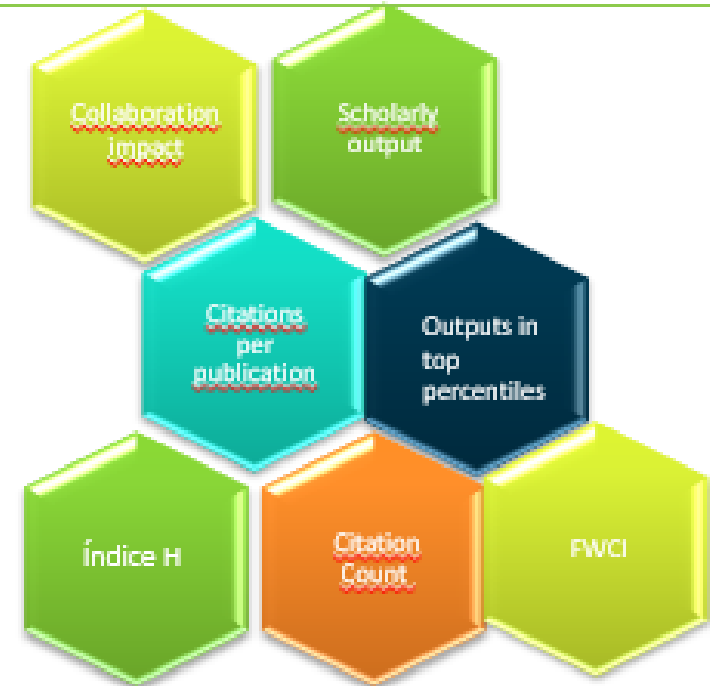 Collaboration
impact
Scholarly
output
Citations
per
publication
Outputs in
top
percentiles
Índice H
Citation
Count
FWCI